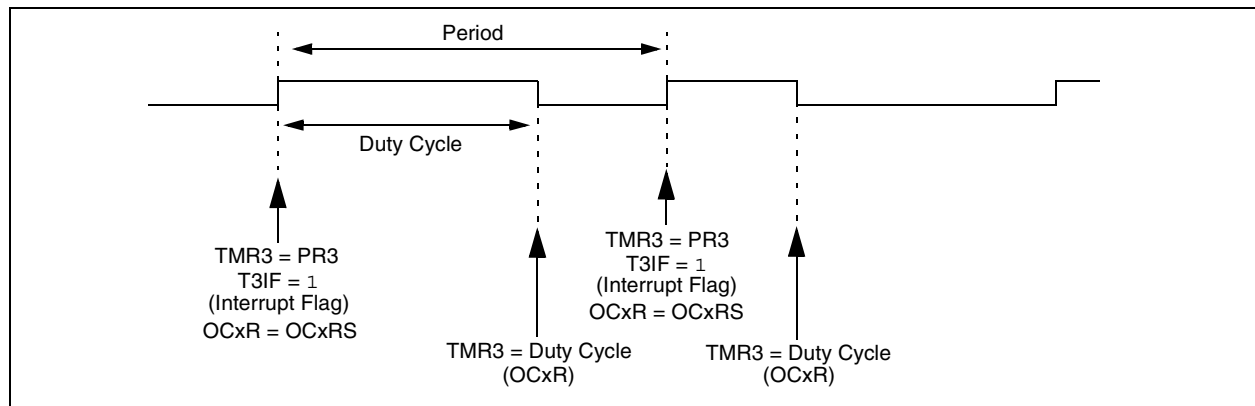 Period
Duty Cycle
TMR3 = PR3
T3IF = 1
(Interrupt Flag)
OCxR = OCxRS
TMR3 = Duty Cycle
(OCxR)
TMR3 = PR3
T3IF = 1
(Interrupt Flag)
OCxR = OCxRS
TMR3 = Duty Cycle
(OCxR)